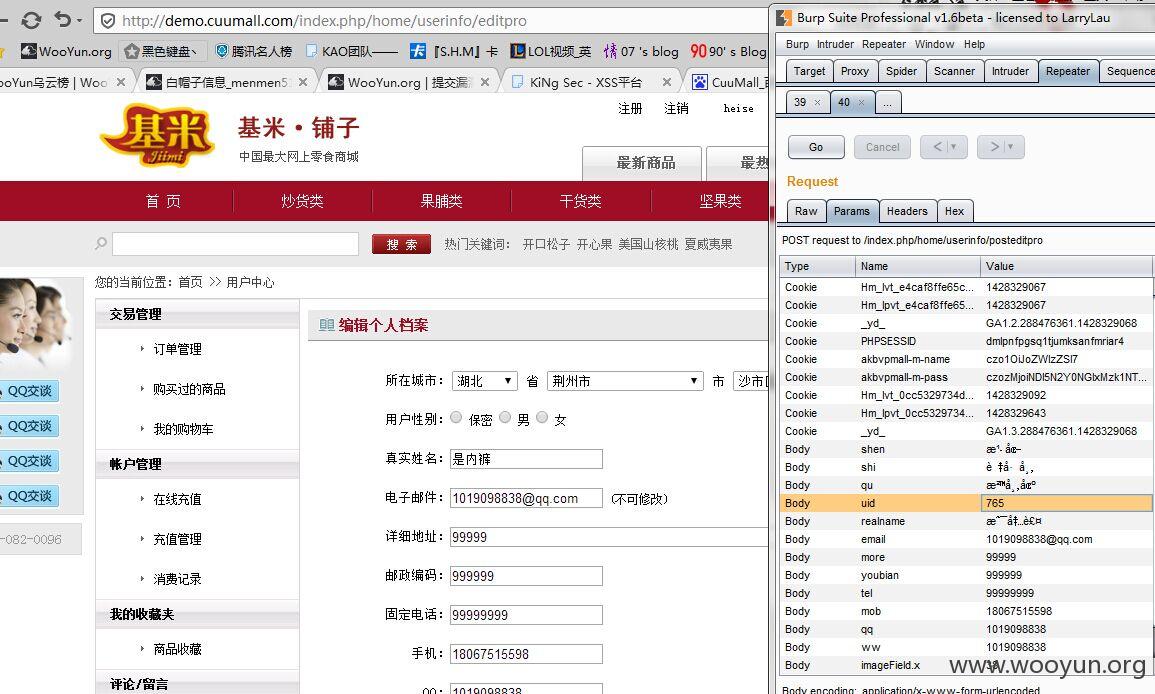 http://demo.cuumall.com/index.php/home/userinfo/editpro
WooYun.org 黑色键盘丶 腾讯名人榜 KAO团队—— 『S.H.M』卡 LOL视频_英 情 07 's blog 90 90' s Blog
oYun乌云榜 | Woo 白帽子信息_menmen5 WooYun.org | 提交漏 KiNg Sec - XSS平台 CuuMall_
基米
Jiimi
基米·铺子
中国最大网上零食商城
注册 注销 heise
最新商品 最热
首 页 炒货类 果脯类 干货类 坚果类
搜 索 热门关键词: 开口松子 开心果 美国山核桃 夏威夷果
您的当前位置: 首页 >> 用户中心
交易管理
订单管理
购买过的商品
我的购物车
帐户管理
在线充值
充值管理
消费记录
我的收藏夹
商品收藏
评论/留言
QQ交谈
QQ交谈
QQ交谈
QQ交谈
-082-0096
编辑个人档案
所在城市: 湖北 省 荆州市 市 沙市
用户性别: 保密 男 女
真实姓名: 是内裤
电子邮件: 1019098838@qq.com (不可修改)
详细地址: 99999
邮政编码: 999999
固定电话: 99999999
手机: 18067515598
QQ: 1019098838
Burp Suite Professional v1.6beta - licensed to LarryLau
Burp Intruder Repeater Window Help
Target Proxy Spider Scanner Intruder Repeater Sequence
39 × 40 × ...
Go Cancel < >
Request
Raw Params Headers Hex
POST request to /index.php/home/userinfo/posteditpro
Type Name Value
Cookie Hm_lvt_e4caf8ffe65c... 1428329067
Cookie Hm_lpvt_e4caf8ffe65... 1428329067
Cookie _yd_ GA1.2.288476361.1428329068
Cookie PHPSESSID dmlpnfpgsq1tjumksanfmriar4
Cookie akbvpmall-m-name czo1OiJoZWlzZSI7
Cookie akbvpmall-m-pass czozMjoiNDI5N2Y0NGIxMzk1NT...
Cookie Hm_lvt_0cc5329734d... 1428329092
Cookie Hm_lpvt_0cc5329734... 1428329643
Cookie _yd_ GA1.3.288476361.1428329068
Body shen
Body shi
Body qu
Body uid 765
Body realname
Body email 1019098838@qq.com
Body more 99999
Body youbian 999999
Body tel 99999999
Body mob 18067515598
Body qq 1019098838
Body ww 1019098838
Body imageField.x
Body encoding: application/x-www-form-urlencoded
www.wooyun.org